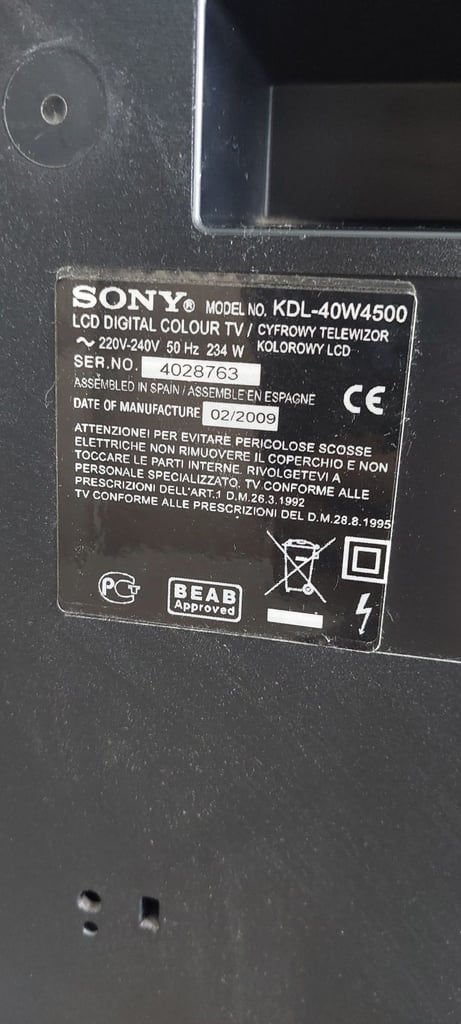 SONY® MODEL NO. KDL-40W4500
LCD DIGITAL COLOUR TV / CYFROWY TELEWIZOR
~ 220V-240V 50 Hz 234 W KOLOROWY LCD
SER.NO. 4028763
ASSEMBLED IN SPAIN / ASSEMBLE EN ESPAGNE
CE
DATE OF MANUFACTURE 02/2009
ATTENZIONE! PER EVITARE PERICOLOSE SCOSSE
ELETTRICHE NON RIMUOVERE IL COPERCHIO E NON
TOCCARE LE PARTI INTERNE. RIVOLGETEVI A
PERSONALE SPECIALIZZATO. TV CONFORME ALLE
PRESCRIZIONI DELL'ART.1 D.M.26.3.1992
TV CONFORME ALLE PRESCRIZIONI DEL D.M.28.8.1995
PCT
BEAB
Approved